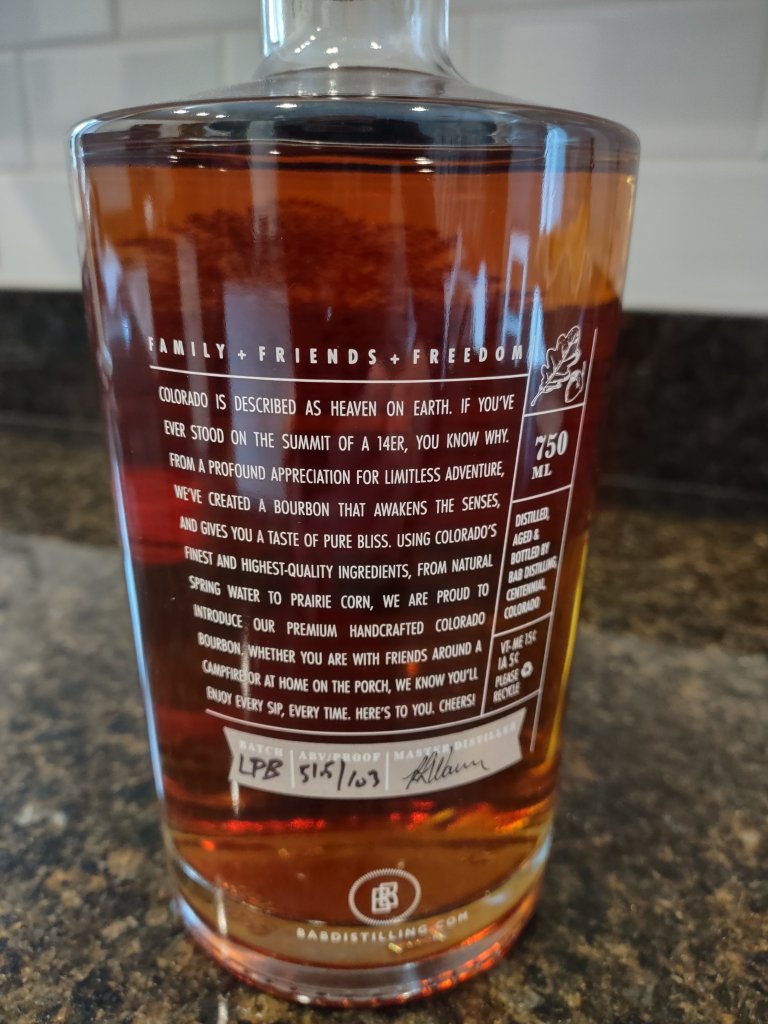 FAMILY + FRIENDS + FREEDOM
COLORADO IS DESCRIBED AS HEAVEN ON EARTH. IF YOU'VE
EVER STOOD ON THE SUMMIT OF A 14ER, YOU KNOW WHY.
FROM A PROFOUND APPRECIATION FOR LIMITLESS ADVENTURE,
WE'VE CREATED A BOURBON THAT AWAKENS THE SENSES,
AND GIVES YOU A TASTE OF PURE BLISS. USING COLORADO'S
FINEST AND HIGHEST-QUALITY INGREDIENTS, FROM NATURAL
SPRING WATER TO PRAIRIE CORN, WE ARE PROUD TO
INTRODUCE OUR PREMIUM HANDCRAFTED COLORADO
BOURBON. WHETHER YOU ARE WITH FRIENDS AROUND A
CAMPFIRE OR AT HOME ON THE PORCH, WE KNOW YOU'LL
ENJOY EVERY SIP, EVERY TIME. HERE'S TO YOU. CHEERS!
750
ML
DISTILLED,
AGED &
BOTTLED BY
BAB DISTILLING,
CENTENNIAL,
COLORADO
VT-ME 15¢
IA 5¢
PLEASE
RECYCLE
BATCH ABV/PROOF MASTER DISTILLER
LPB 51.5/103
BABDISTILLING.COM